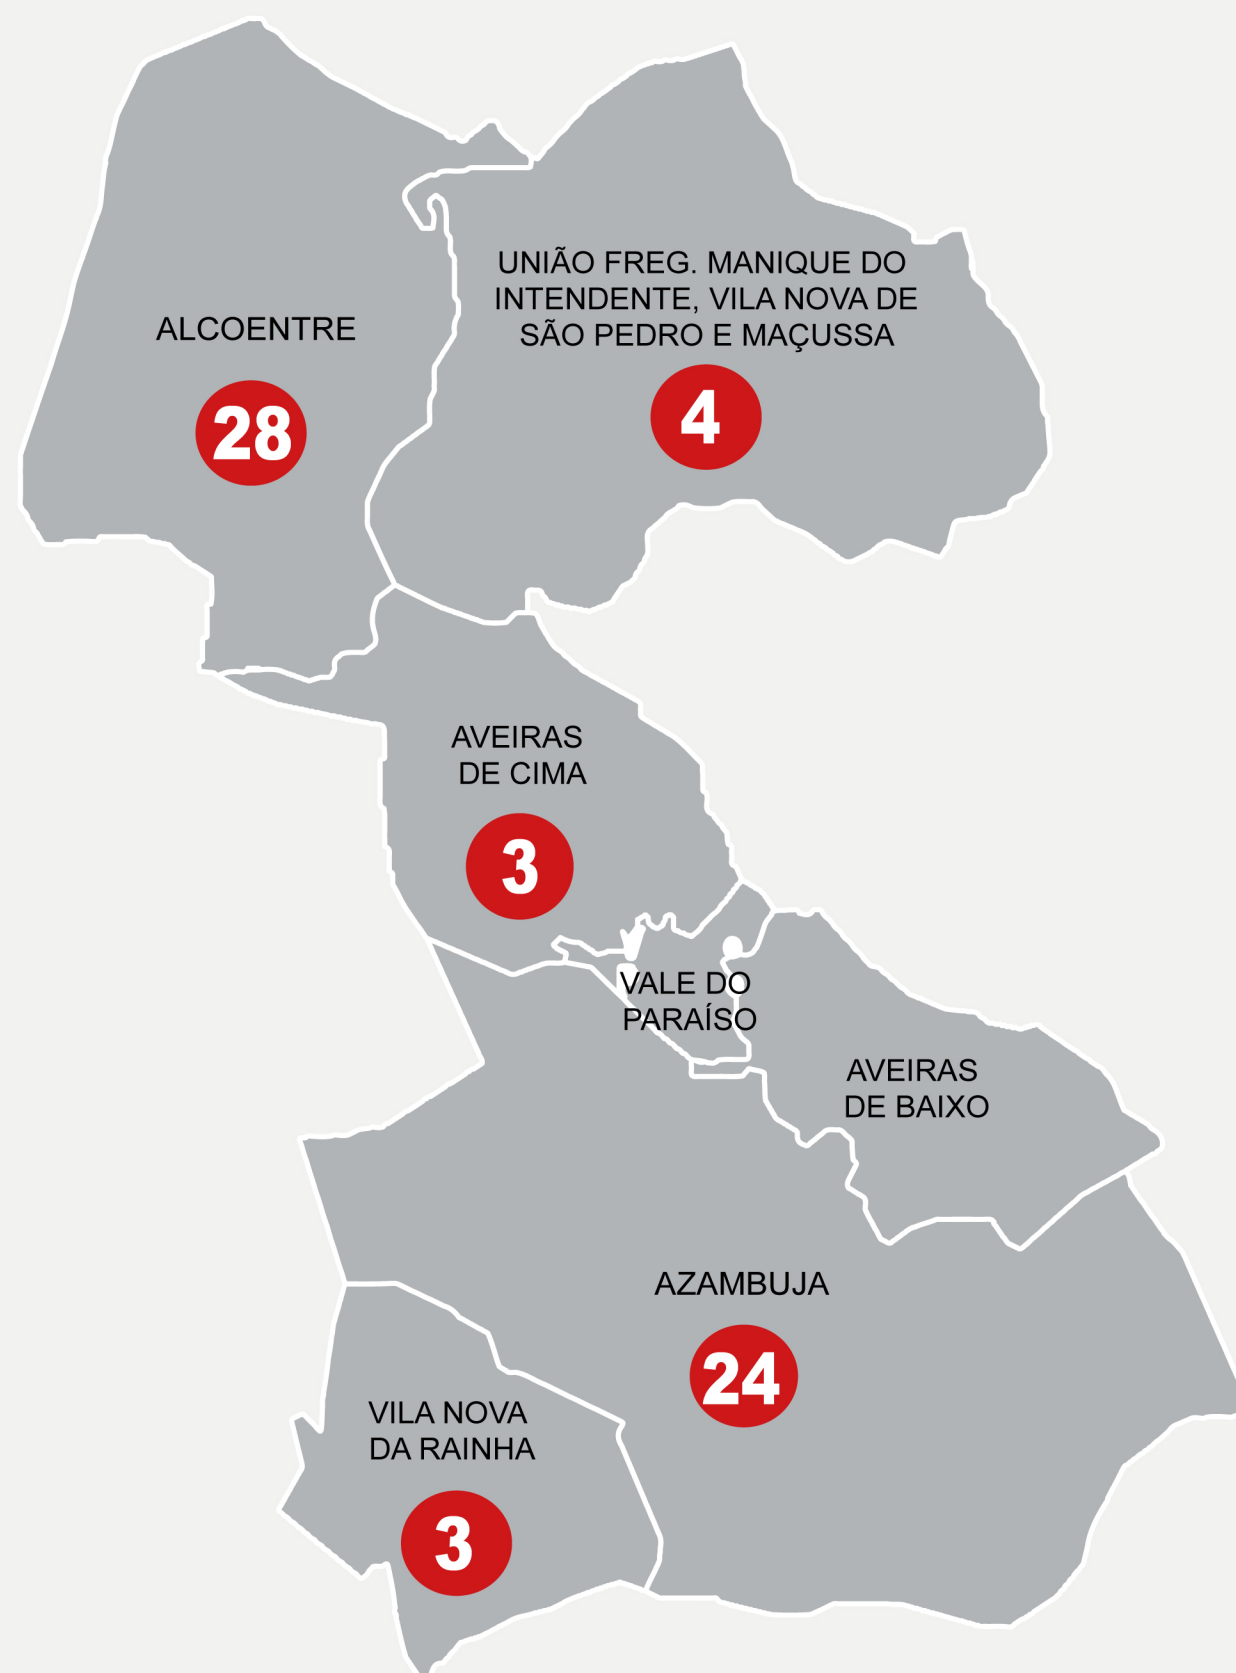 ALCOENTRE
28
UNIÃO FREG. MANIQUE DO
INTENDENTE, VILA NOVA DE
SÃO PEDRO E MAÇUSSA
4
AVEIRAS
DE CIMA
3
VALE DO
PARAÍSO
AVEIRAS
DE BAIXO
AZAMBUJA
24
VILA NOVA
DA RAINHA
3